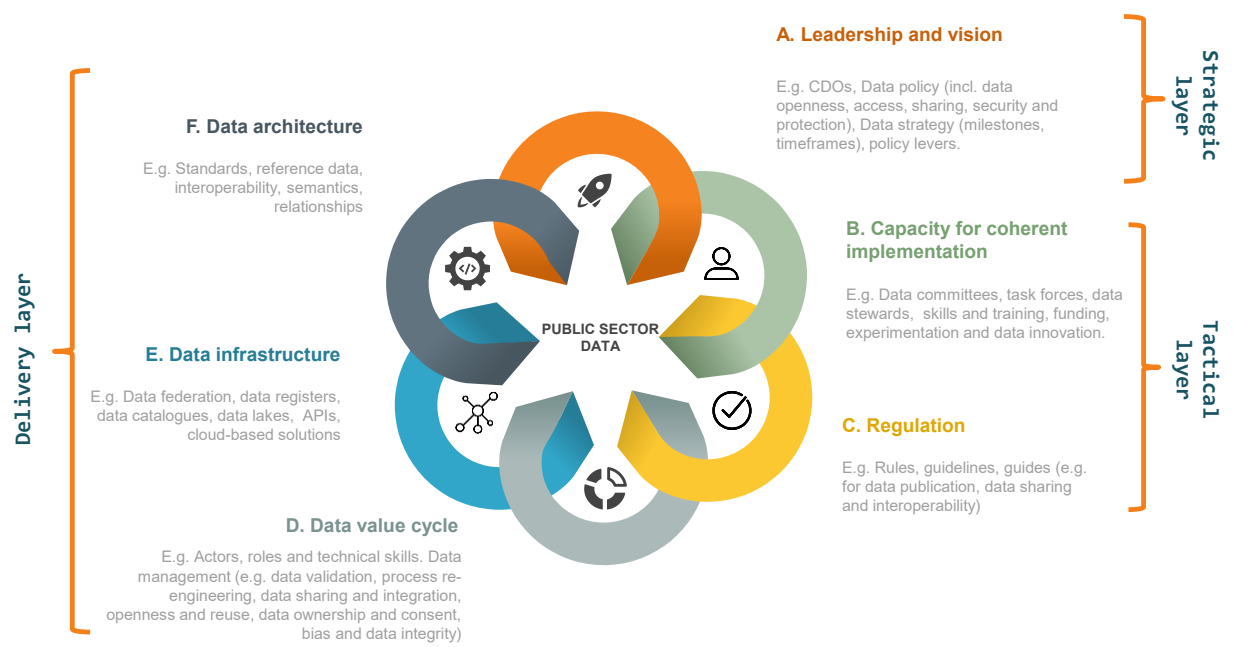 A. Leadership and vision
E.g. CDOs, Data policy (incl. data
openness, access, sharing, security and
protection), Data strategy (milestones,
timeframes), policy levers.
Strategic
layer
B. Capacity for coherent
implementation
E.g. Data committees, task forces, data
stewards, skills and training, funding,
experimentation and data innovation.
C. Regulation
E.g. Rules, guidelines, guides (e.g.
for data publication, data sharing
and interoperability)
Tactical
layer
D. Data value cycle
E.g. Actors, roles and technical skills. Data
management (e.g. data validation, process re-
engineering, data sharing and integration,
openness and reuse, data ownership and consent,
bias and data integrity)
E. Data infrastructure
E.g. Data federation, data registers,
data catalogues, data lakes, APIs,
cloud-based solutions
F. Data architecture
E.g. Standards, reference data,
interoperability, semantics,
relationships
Delivery layer
PUBLIC SECTOR
DATA